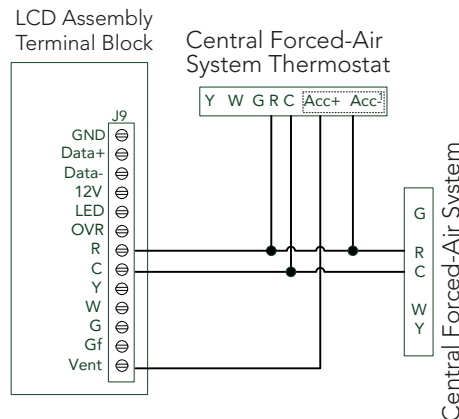 LCD Assembly
Terminal Block
Central Forced-Air
System Thermostat
Y W G R C Acc+ Acc-
J9
GND
Data+
Data-
12V
LED
OVR
R
C
Y
W
G
Gf
Vent
G
R
C
W
Y
Central Forced-Air System